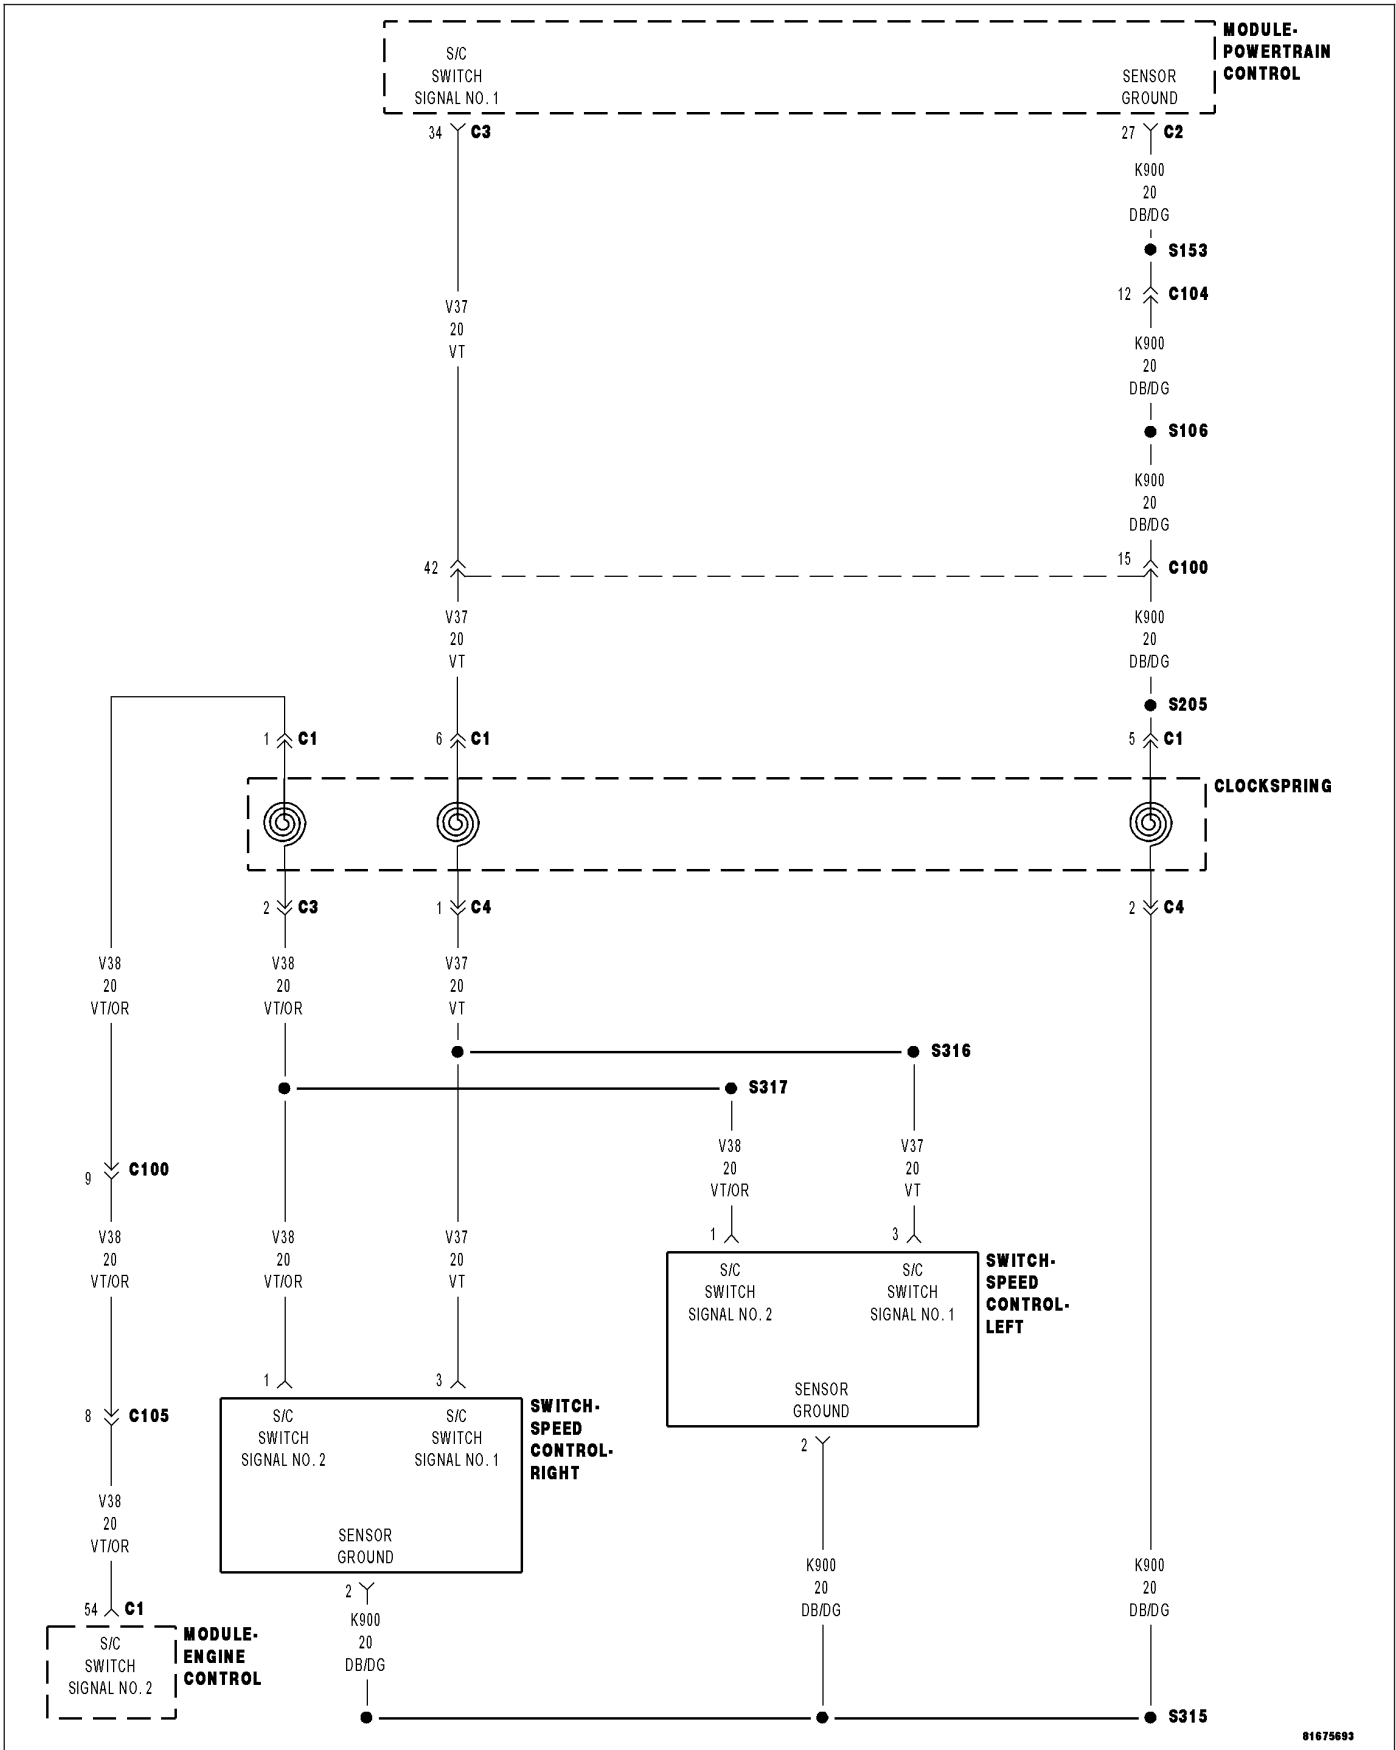 MODULE-
POWERTRAIN
CONTROL
S/C
SWITCH
SIGNAL NO. 1
SENSOR
GROUND
34 C3
27 C2
K900
20
DB/DG
S153
12 C104
V37
20
VT
K900
20
DB/DG
S106
K900
20
DB/DG
42
15 C100
V37
20
VT
K900
20
DB/DG
S205
1 C1
6 C1
5 C1
CLOCKSPRING
2 C3
1 C4
2 C4
V38
20
VT/OR
V38
20
VT/OR
V37
20
VT
S316
S317
V38
20
VT/OR
V37
20
VT
9 C100
V38
20
VT/OR
V38
20
VT/OR
V37
20
VT
1
3
SWITCH-
SPEED
CONTROL-
LEFT
S/C
SWITCH
SIGNAL NO. 2
S/C
SWITCH
SIGNAL NO. 1
SENSOR
GROUND
2
1
3
8 C105
SWITCH-
SPEED
CONTROL-
RIGHT
S/C
SWITCH
SIGNAL NO. 2
S/C
SWITCH
SIGNAL NO. 1
SENSOR
GROUND
2
V38
20
VT/OR
K900
20
DB/DG
K900
20
DB/DG
K900
20
DB/DG
54 C1
MODULE-
ENGINE
CONTROL
S/C
SWITCH
SIGNAL NO. 2
S315
81675693